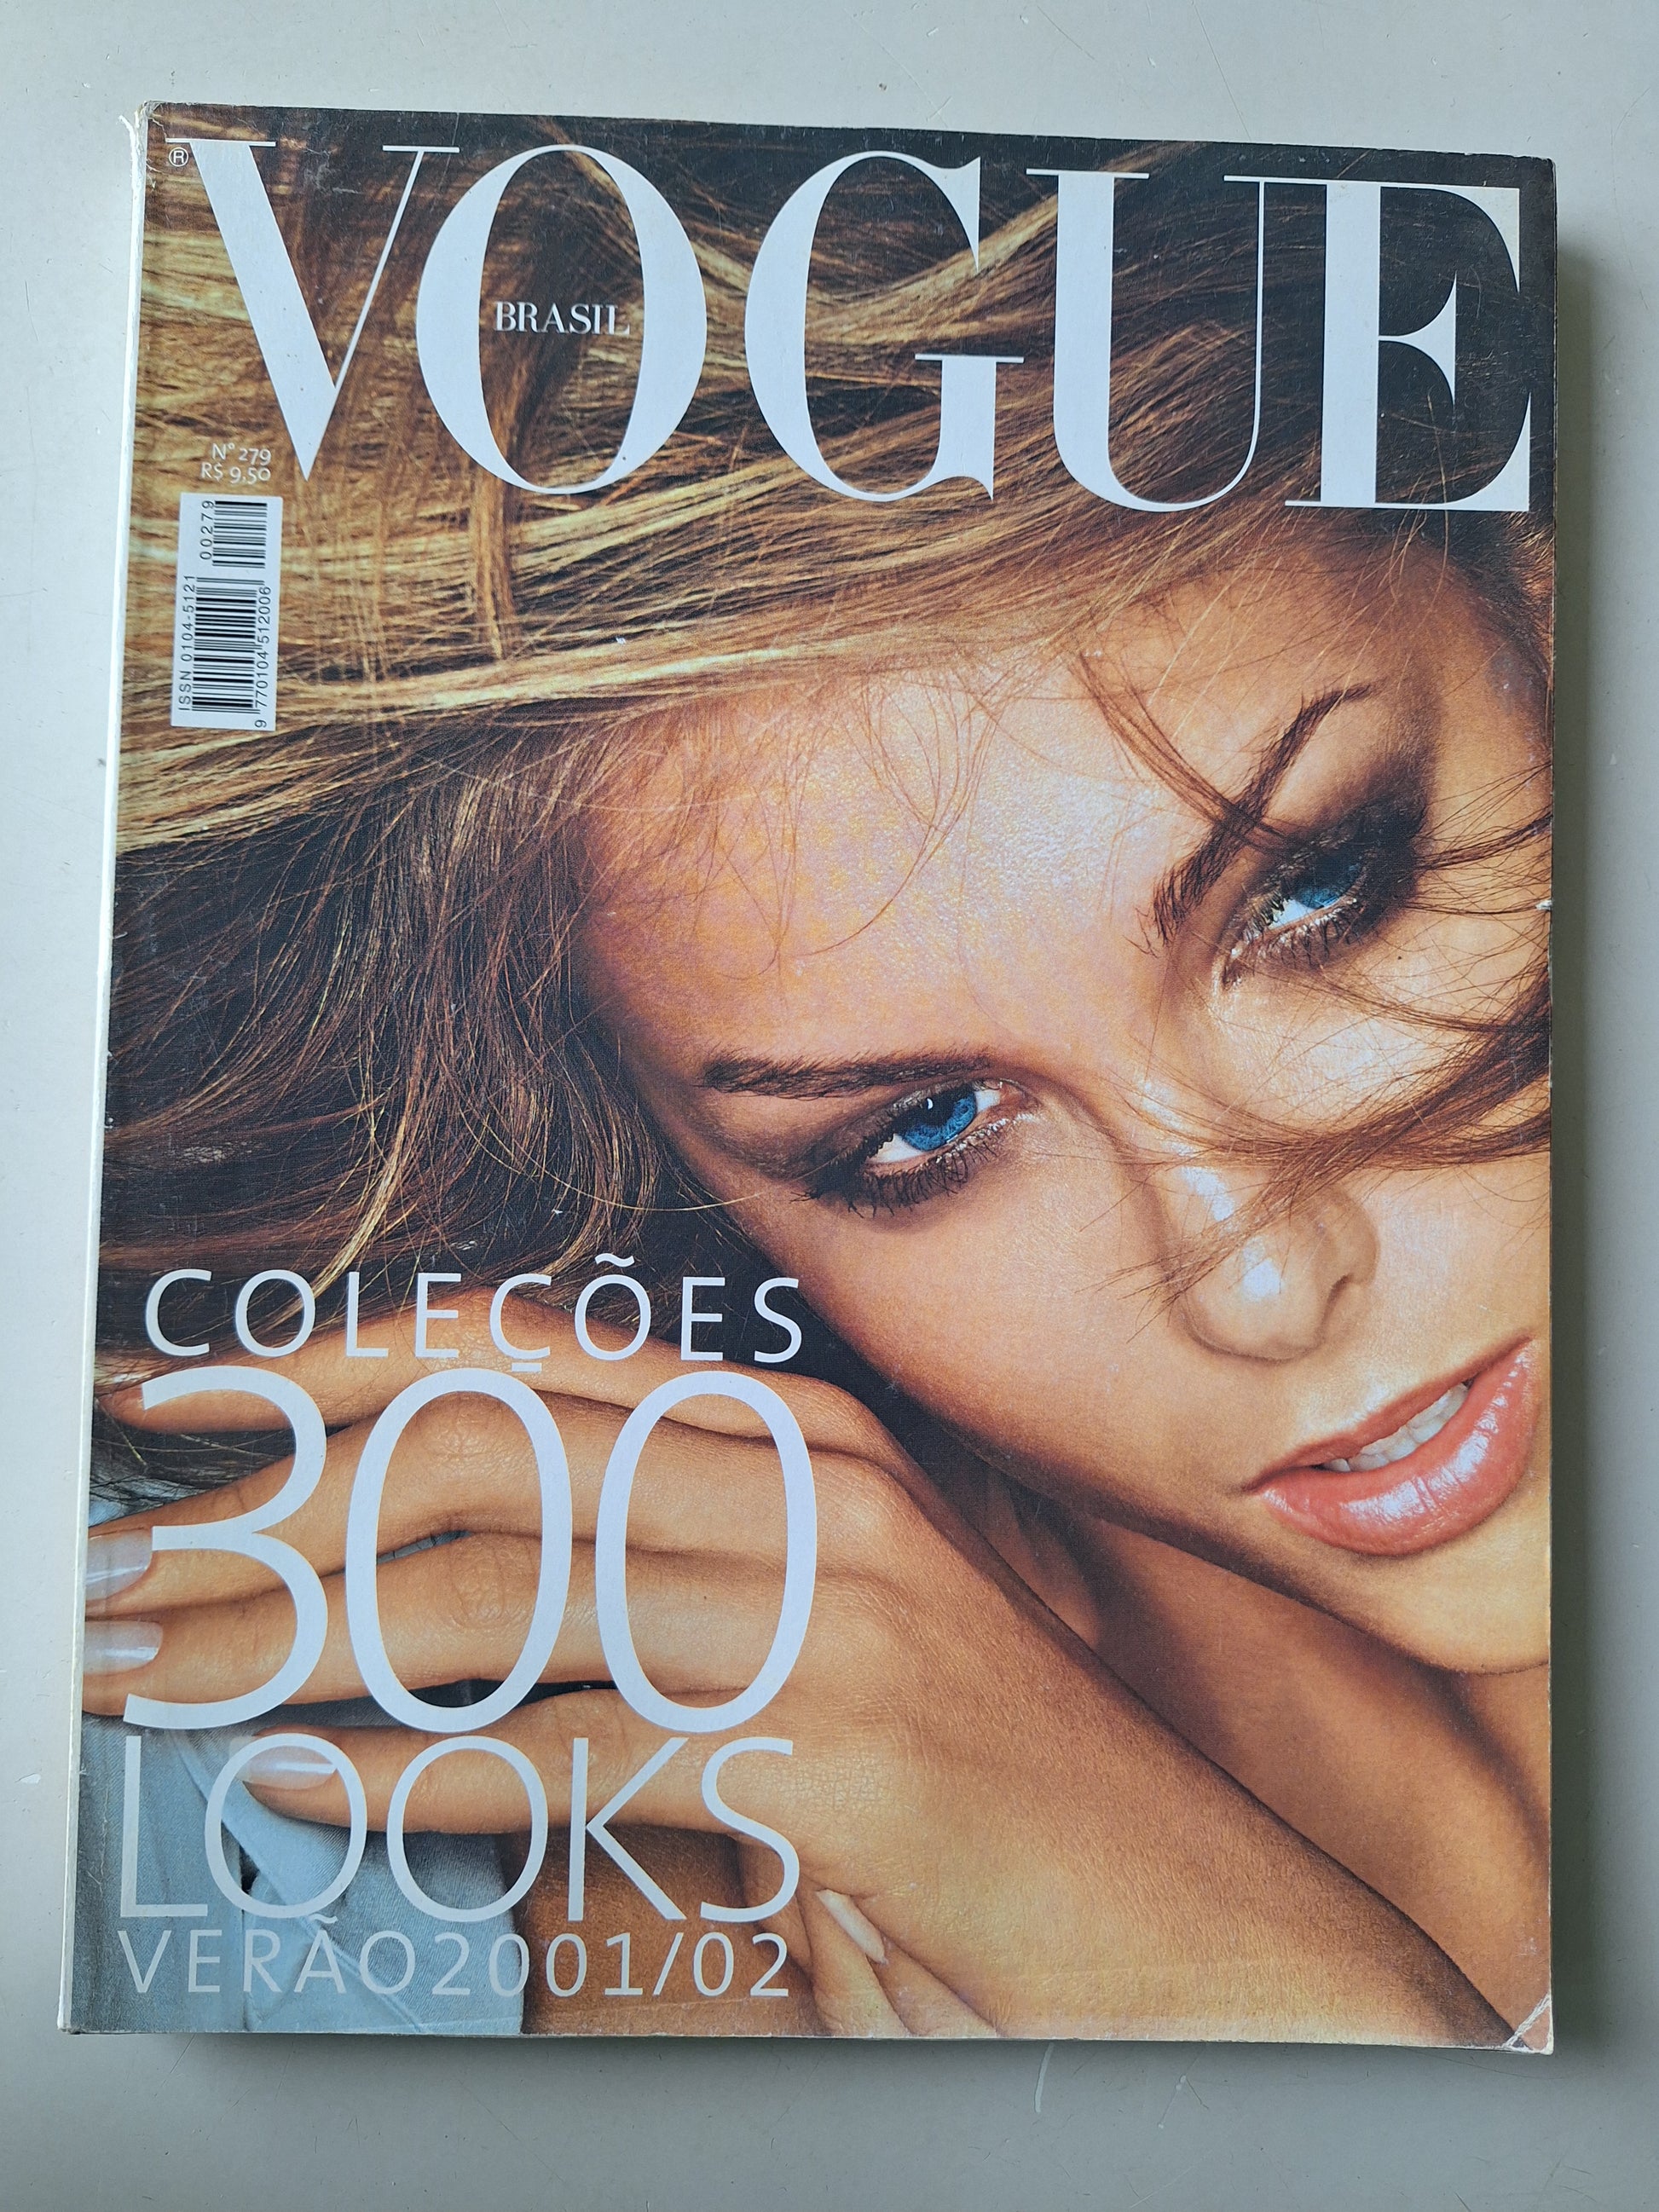 ®
VOGUE
BRASIL
Nº 279
R$ 9,50
00279
ISSN 0104-5121
9 770104 512006
COLEÇÕES
300
LOOKS
VERÃO2001/02